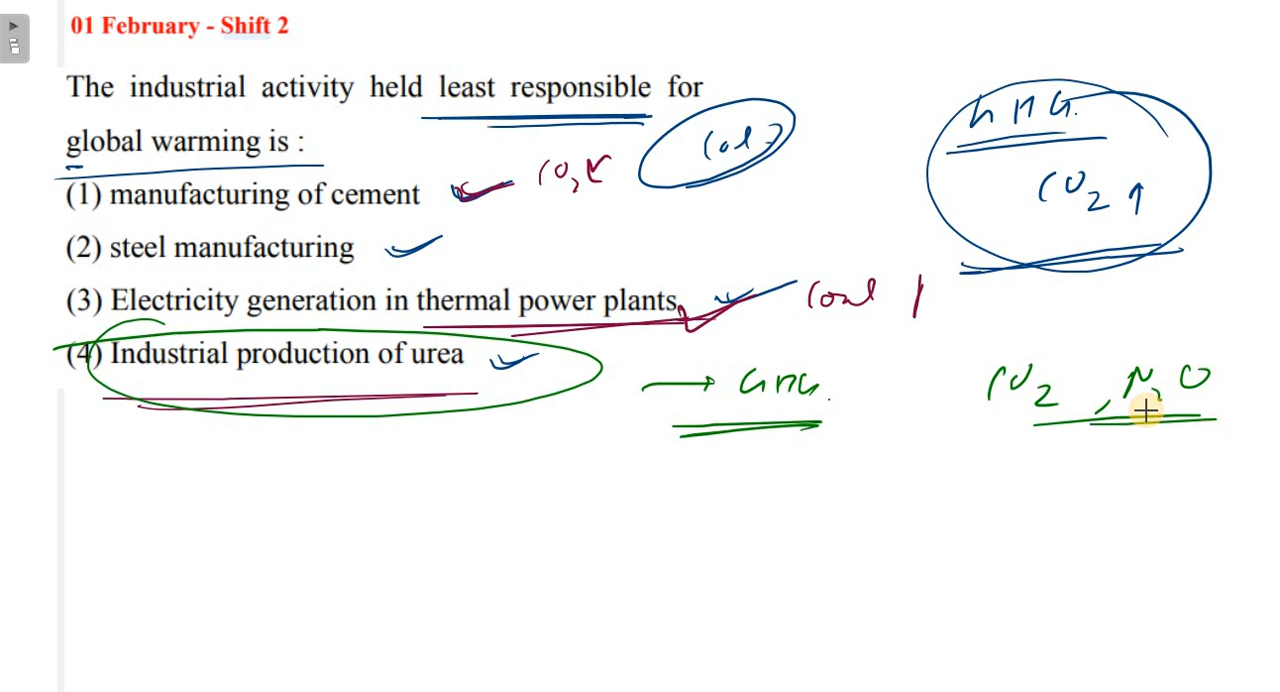 01 February - Shift 2
The industrial activity held least responsible for
global warming is :
(1) manufacturing of cement
(2) steel manufacturing
(3) Electricity generation in thermal power plants
(4) Industrial production of urea
CO2
GHG.
CO2 ↑
Coal
→ GHG.
CO2, N2O